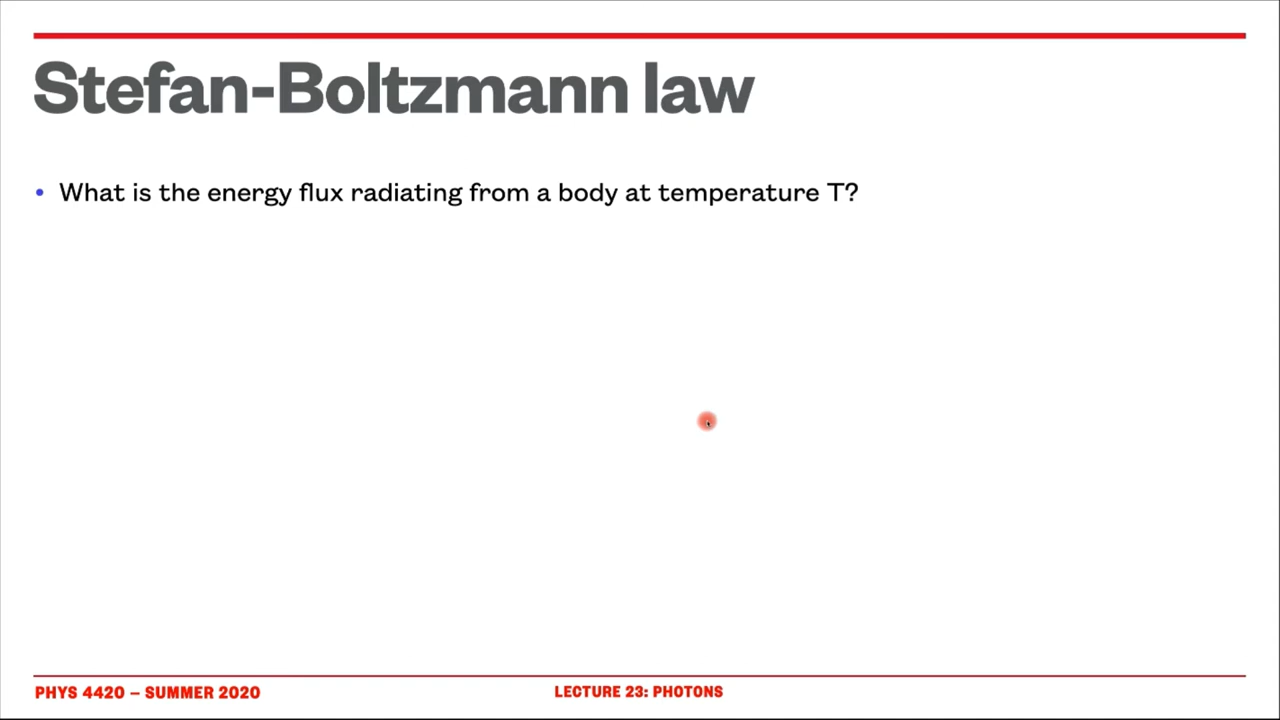 Stefan-Boltzmann law
• What is the energy flux radiating from a body at temperature T?
PHYS 4420 – SUMMER 2020
LECTURE 23: PHOTONS